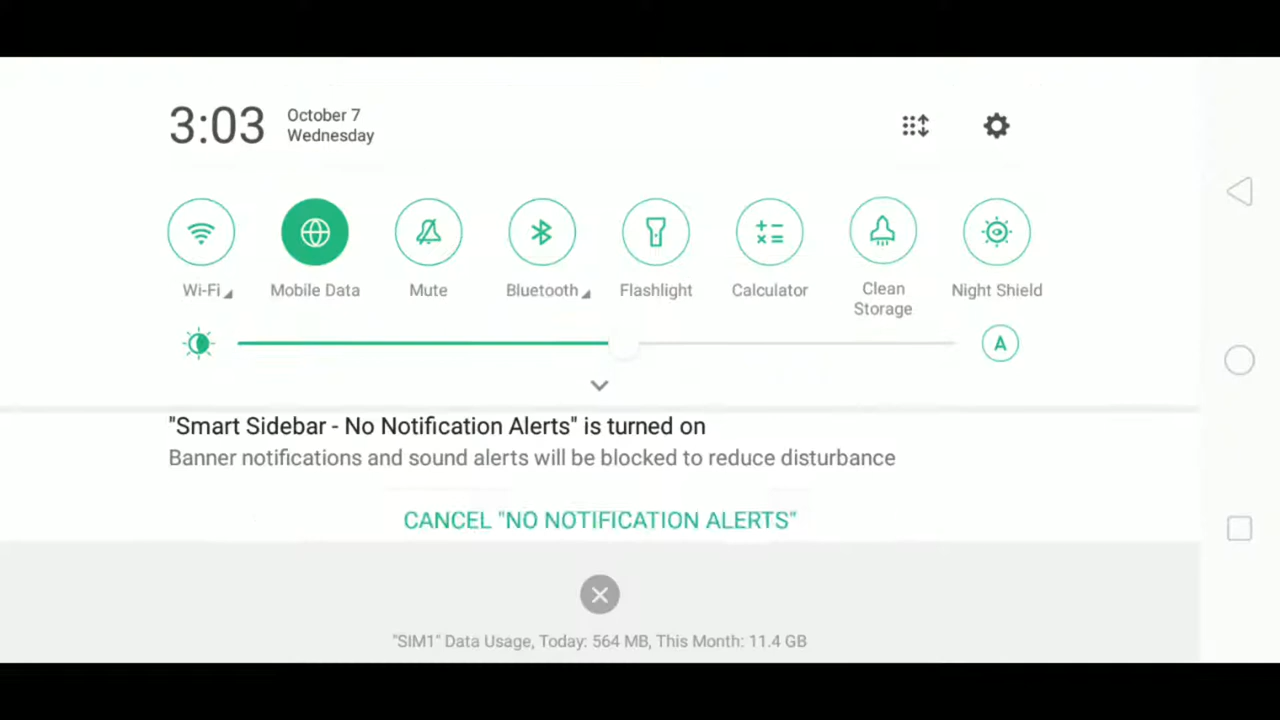 3:03
October 7
Wednesday
Wi-Fi
Mobile Data
Mute
Bluetooth
Flashlight
Calculator
Clean
Storage
Night Shield
A
"Smart Sidebar - No Notification Alerts" is turned on
Banner notifications and sound alerts will be blocked to reduce disturbance
CANCEL "NO NOTIFICATION ALERTS"
"SIM1" Data Usage, Today: 564 MB, This Month: 11.4 GB